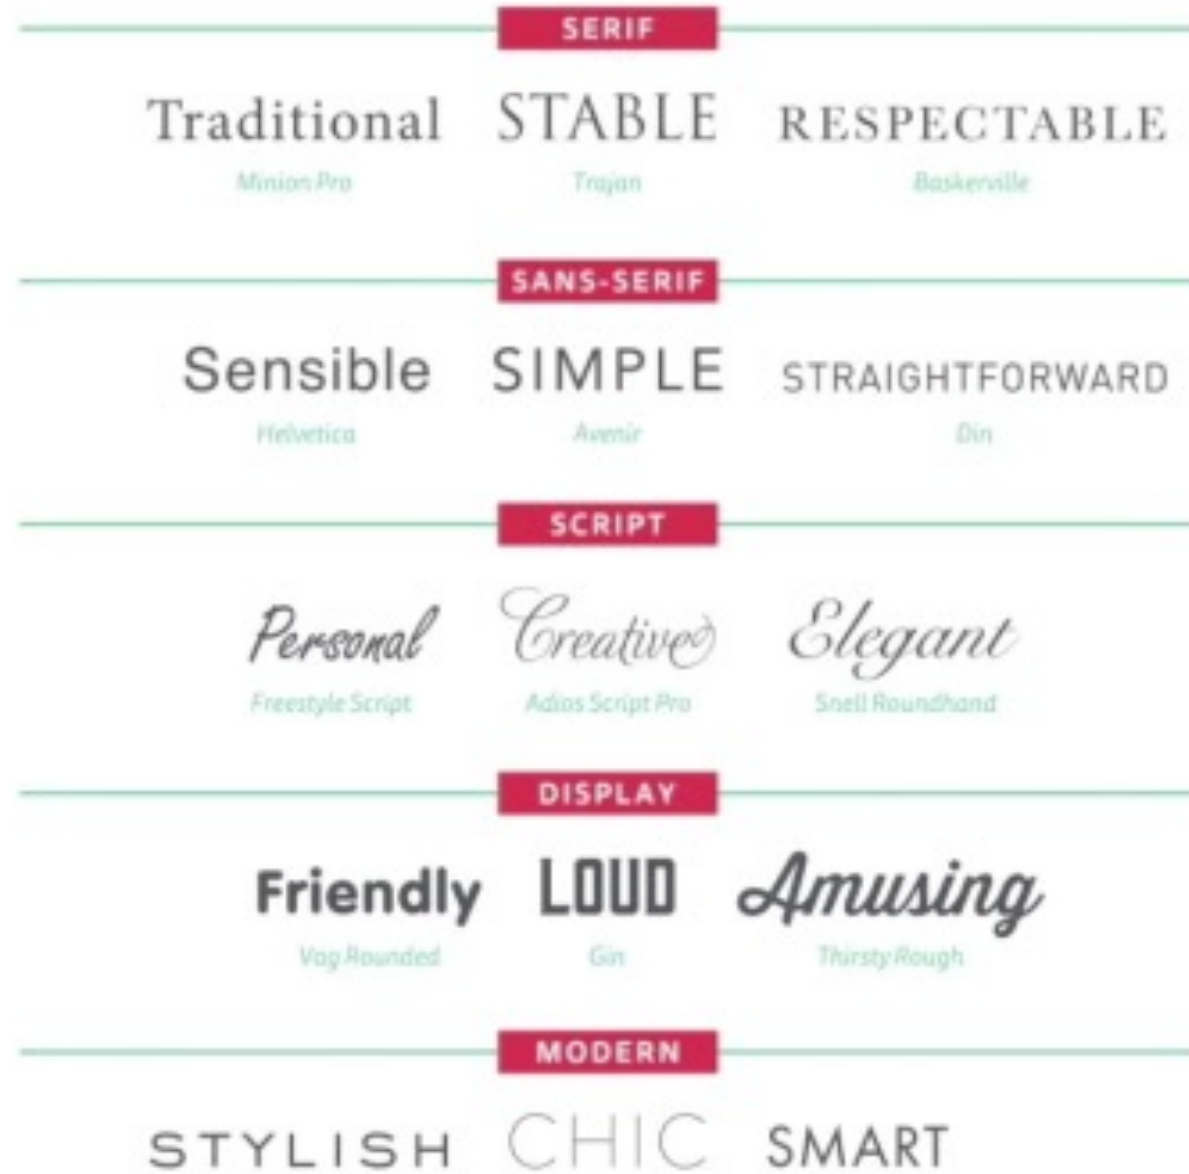 SERIF
Traditional STABLE RESPECTABLE
Minion Pro Trajan Baskerville
SANS-SERIF
Sensible SIMPLE STRAIGHTFORWARD
Helvetica Avenir Din
SCRIPT
Personal Creative Elegant
Freestyle Script Adios Script Pro Snell Roundhand
DISPLAY
Friendly LOUD Amusing
Vag Rounded Gin Thirsty Rough
MODERN
STYLISH CHIC SMART